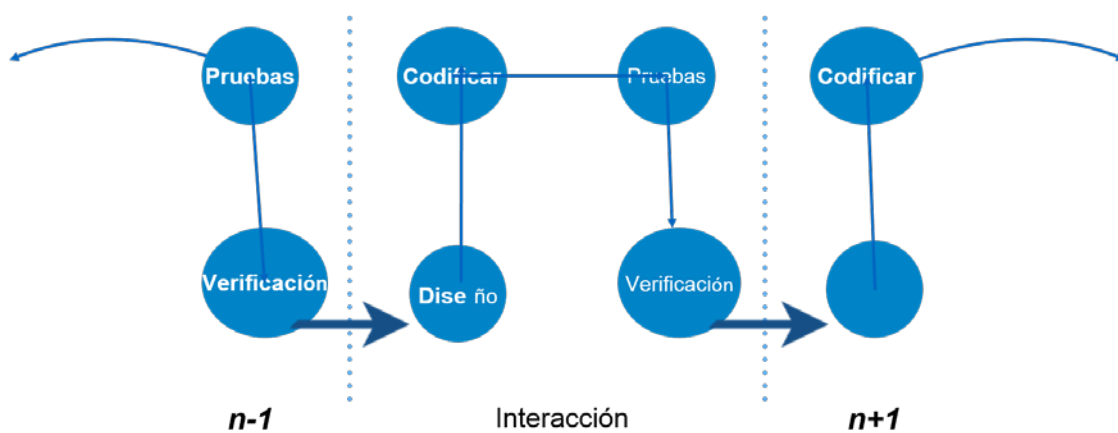 Pruebas
Codificar
Pruebas
Codificar
Verificación
Dise ño
Verificación
n-1
Interacción
n+1